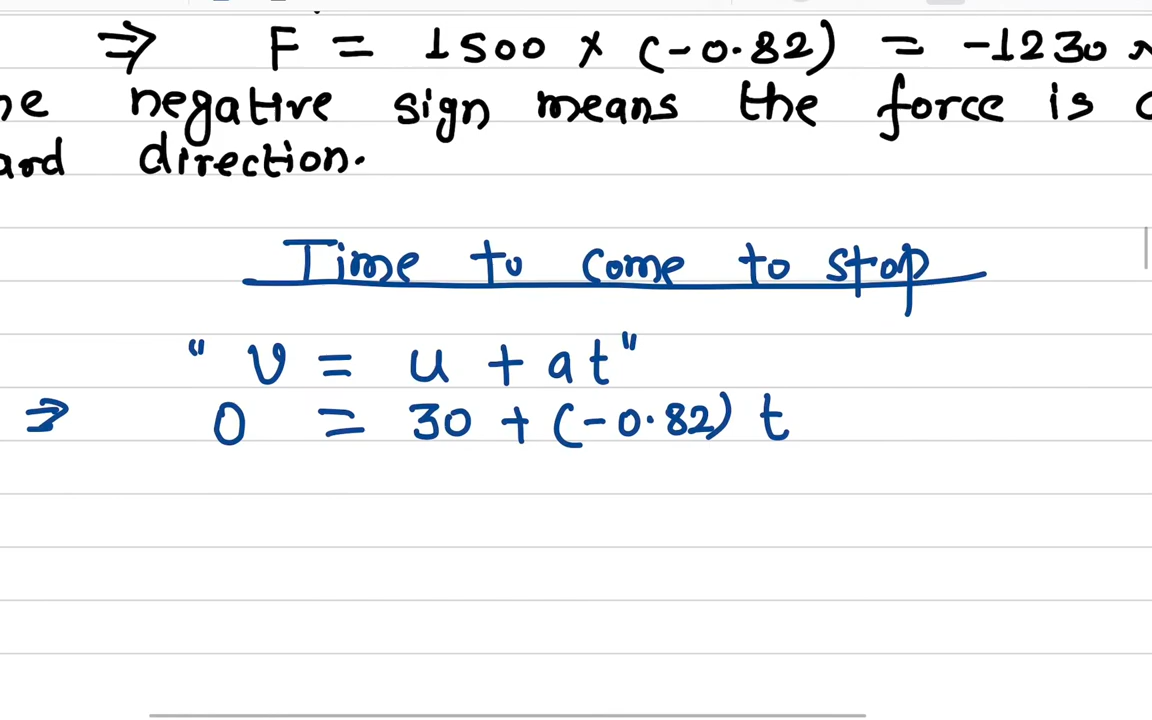 ⇒ F = 1500 × (-0.82) = -1230
negative sign means the force is
direction.
Time to come to stop
"v = u + at"
⇒ 0 = 30 + (-0.82) t